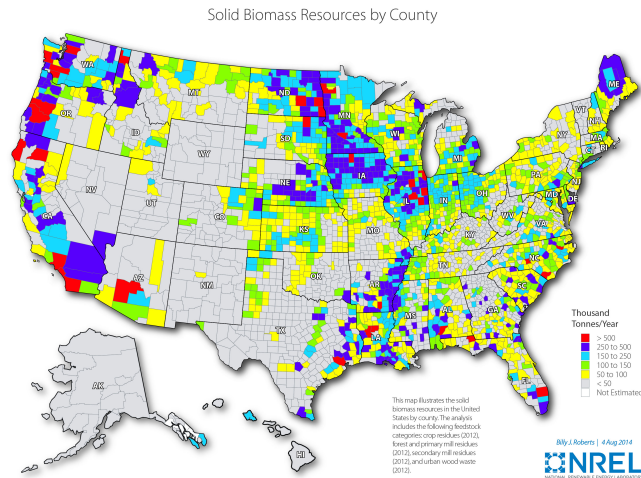 Solid Biomass Resources by County
WA
OR
CA
NV
ID
MT
WY
UT
AZ
CO
NM
ND
SD
NE
KS
OK
TX
MN
IA
MO
AR
LA
WI
IL
MI
IN
OH
KY
TN
MS
AL
GA
FL
SC
NC
VA
WV
PA
NY
VT
NH
ME
MA
RI
CT
NJ
DE
MD
AK
HI
Thousand
Tonnes/Year
> 500
250 to 500
150 to 250
100 to 150
50 to 100
< 50
Not Estimated
This map illustrates the solid
biomass resources in the United
States by county. The analysis
includes the following feedstock
categories: crop residues (2012),
forest and primary mill residues
(2012), secondary mill residues
(2012), and urban wood waste
(2012).
Billy J. Roberts | 4 Aug 2014
NREL
NATIONAL RENEWABLE ENERGY LABORATORY